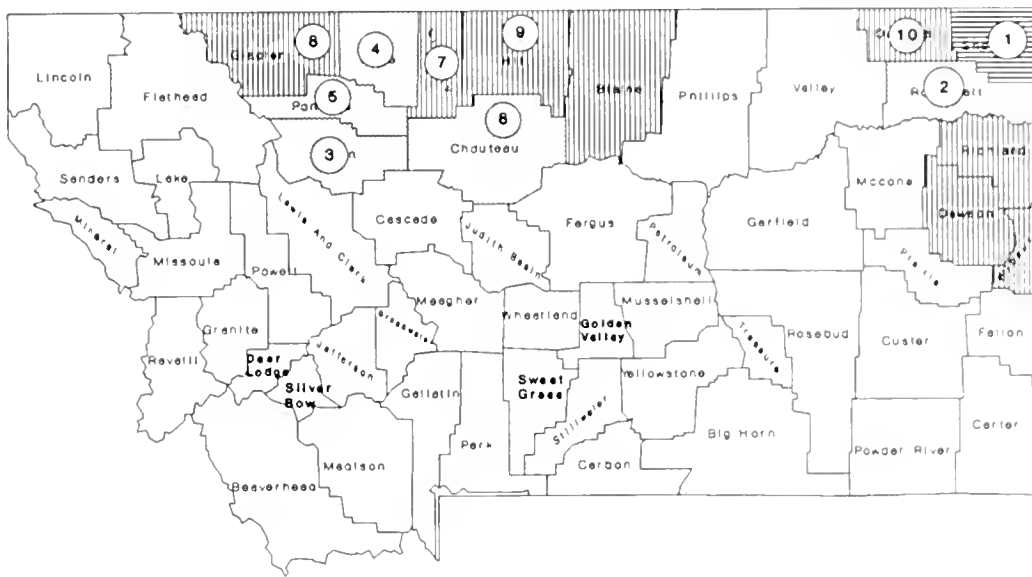 8
4
7
9
10
1
Lincoln
Glacier
Flathead
5
Blaine
Phillips
Valley
2
8
Chouteau
3
Richland
Sanders
Lake
Mccone
Dawson
Cascade
Judith Basin
Fergus
Petroleum
Garfield
Mineral
Lewis And Clark
Missoula
Powell
Prairie
Meagher
Wheatland
Golden
Valley
Musselshell
Granite
Broadwater
Treasure
Rosebud
Custer
Fallon
Ravalli
Deer
Lodge
Jefferson
Silver
Bow
Gallatin
Sweet
Grass
Yellowstone
Stillwater
Big Horn
Park
Carbon
Powder River
Carter
Madison
Beaverhead